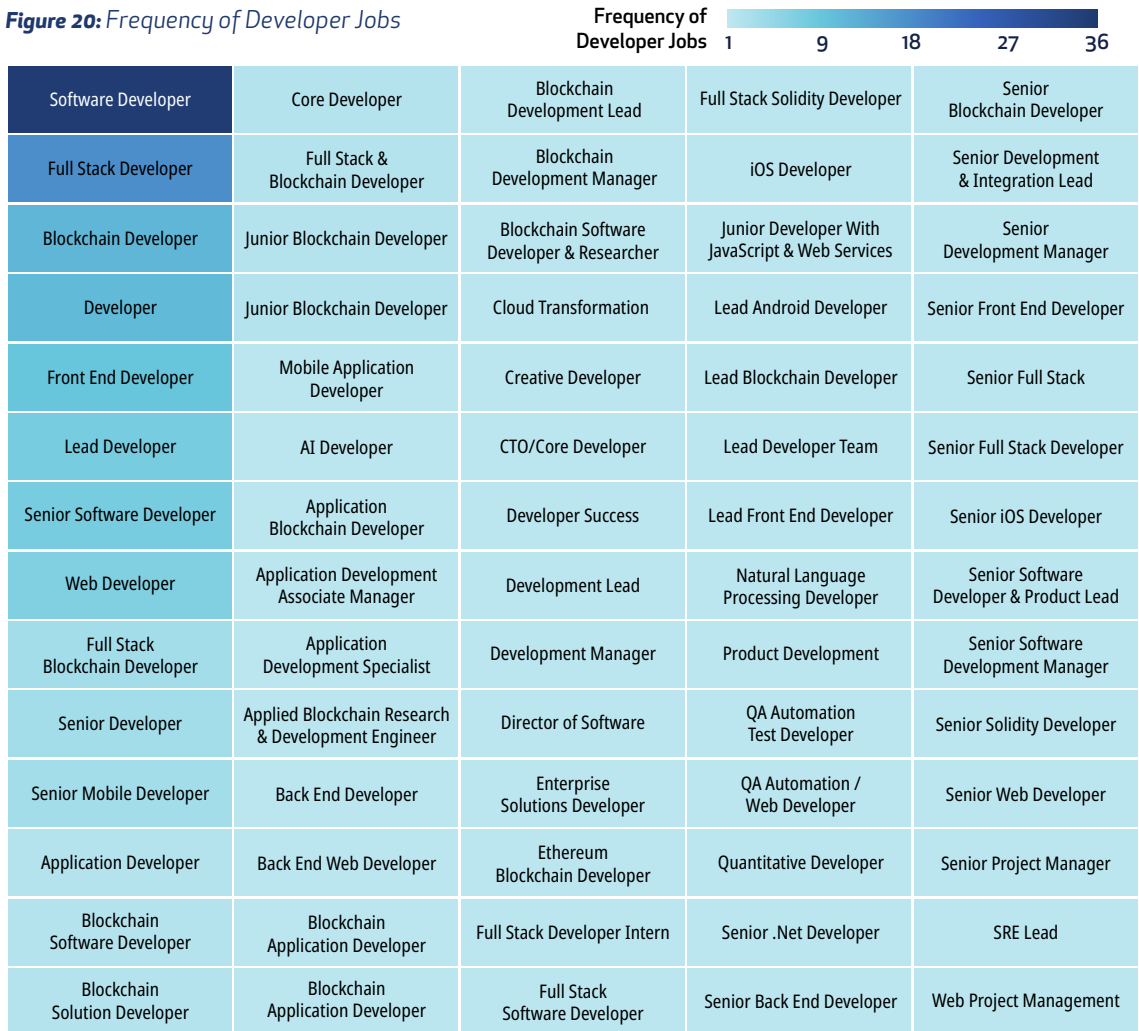 Figure 20: Frequency of Developer Jobs
Frequency of
Developer Jobs
1 9 18 27 36
Software Developer
Core Developer
Blockchain
Development Lead
Full Stack Solidity Developer
Senior
Blockchain Developer
Full Stack Developer
Full Stack &
Blockchain Developer
Blockchain
Development Manager
iOS Developer
Senior Development
& Integration Lead
Blockchain Developer
Junior Blockchain Developer
Blockchain Software
Developer & Researcher
Junior Developer With
JavaScript & Web Services
Senior
Development Manager
Developer
Junior Blockchain Developer
Cloud Transformation
Lead Android Developer
Senior Front End Developer
Front End Developer
Mobile Application
Developer
Creative Developer
Lead Blockchain Developer
Senior Full Stack
Lead Developer
AI Developer
CTO/Core Developer
Lead Developer Team
Senior Full Stack Developer
Senior Software Developer
Application
Blockchain Developer
Developer Success
Lead Front End Developer
Senior iOS Developer
Web Developer
Application Development
Associate Manager
Development Lead
Natural Language
Processing Developer
Senior Software
Developer & Product Lead
Full Stack
Blockchain Developer
Application
Development Specialist
Development Manager
Product Development
Senior Software
Development Manager
Senior Developer
Applied Blockchain Research
& Development Engineer
Director of Software
QA Automation
Test Developer
Senior Solidity Developer
Senior Mobile Developer
Back End Developer
Enterprise
Solutions Developer
QA Automation /
Web Developer
Senior Web Developer
Application Developer
Back End Web Developer
Ethereum
Blockchain Developer
Quantitative Developer
Senior Project Manager
Blockchain
Software Developer
Blockchain
Application Developer
Full Stack Developer Intern
Senior .Net Developer
SRE Lead
Blockchain
Solution Developer
Blockchain
Application Developer
Full Stack
Software Developer
Senior Back End Developer
Web Project Management